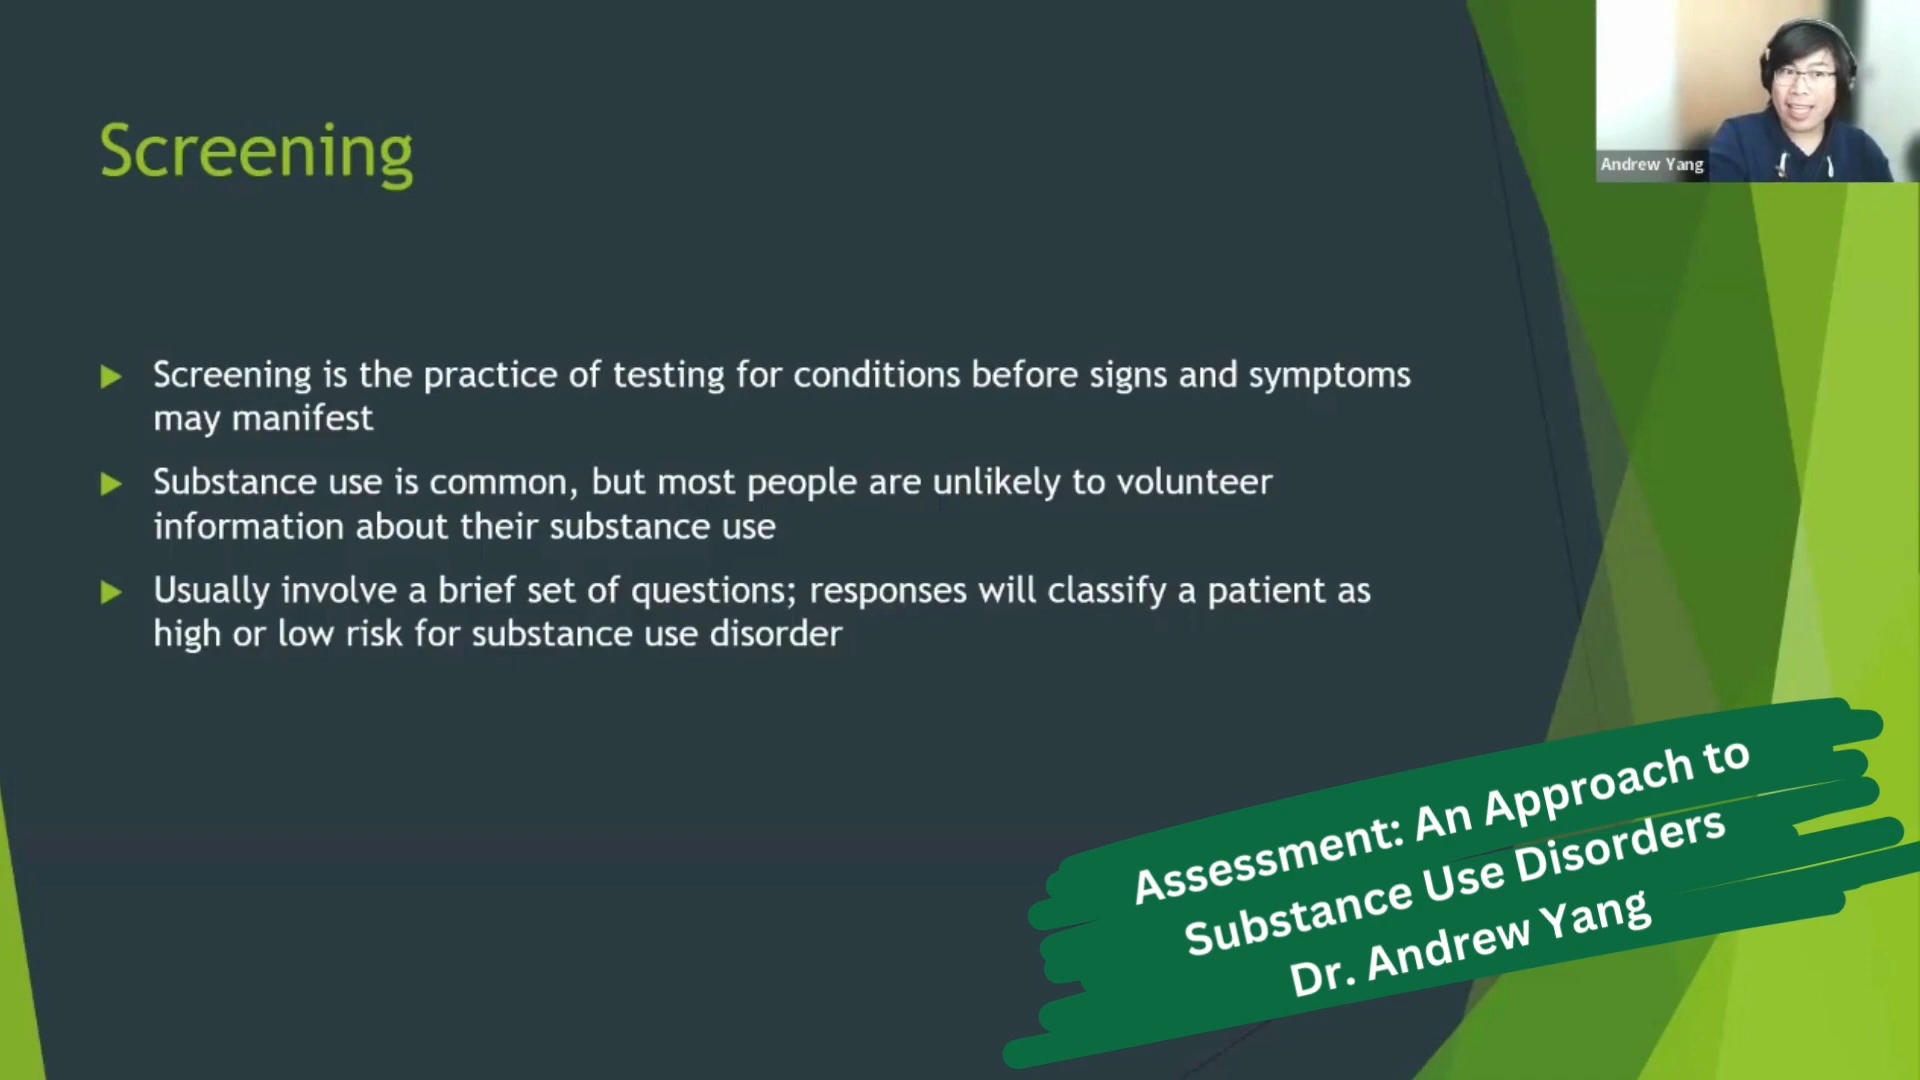 Screening
Andrew Yang
Screening is the practice of testing for conditions before signs and symptoms
may manifest
Substance use is common, but most people are unlikely to volunteer
information about their substance use
Usually involve a brief set of questions; responses will classify a patient as
high or low risk for substance use disorder
Assessment: An Approach to
Substance Use Disorders
Dr. Andrew Yang